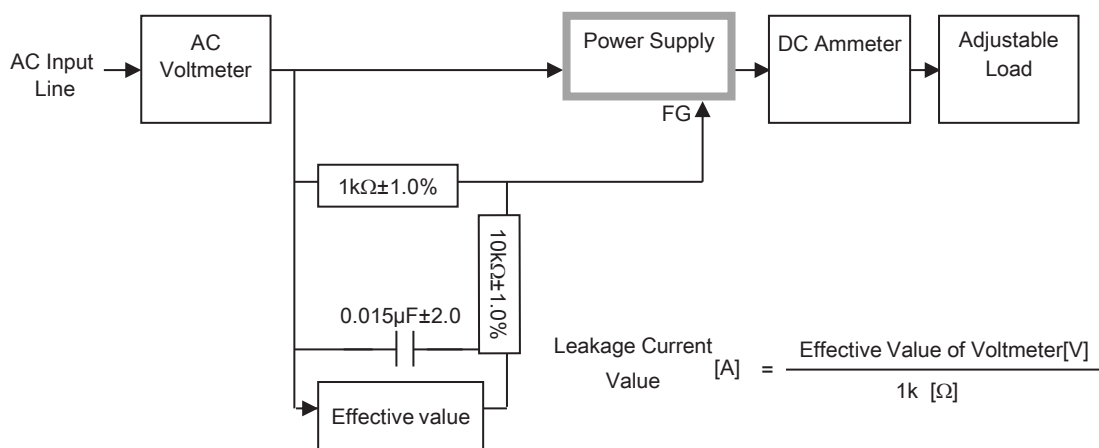 AC Input
Line
AC
Voltmeter
Power Supply
DC Ammeter
Adjustable
Load
FG
1kΩ±1.0%
10kΩ±1.0%
0.015μF±2.0
Effective value
Leakage Current
Value
[A] = Effective Value of Voltmeter[V]
1k [Ω]